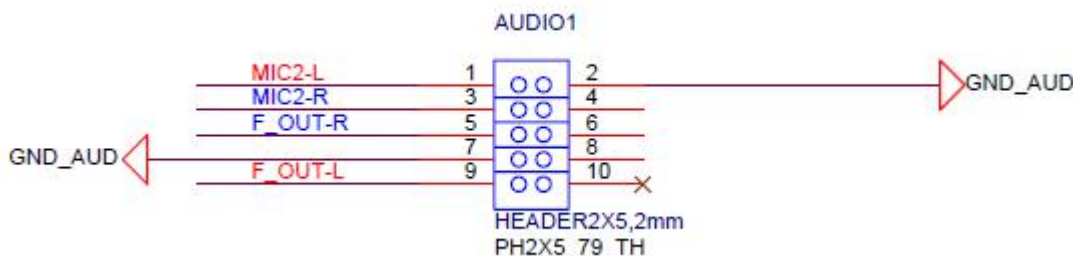 AUDIO1
MIC2-L 1 2 GND_AUD
MIC2-R 3 4
F_OUT-R 5 6
GND_AUD 7 8
F_OUT-L 9 10
HEADER2X5,2mm
PH2X5 79 TH